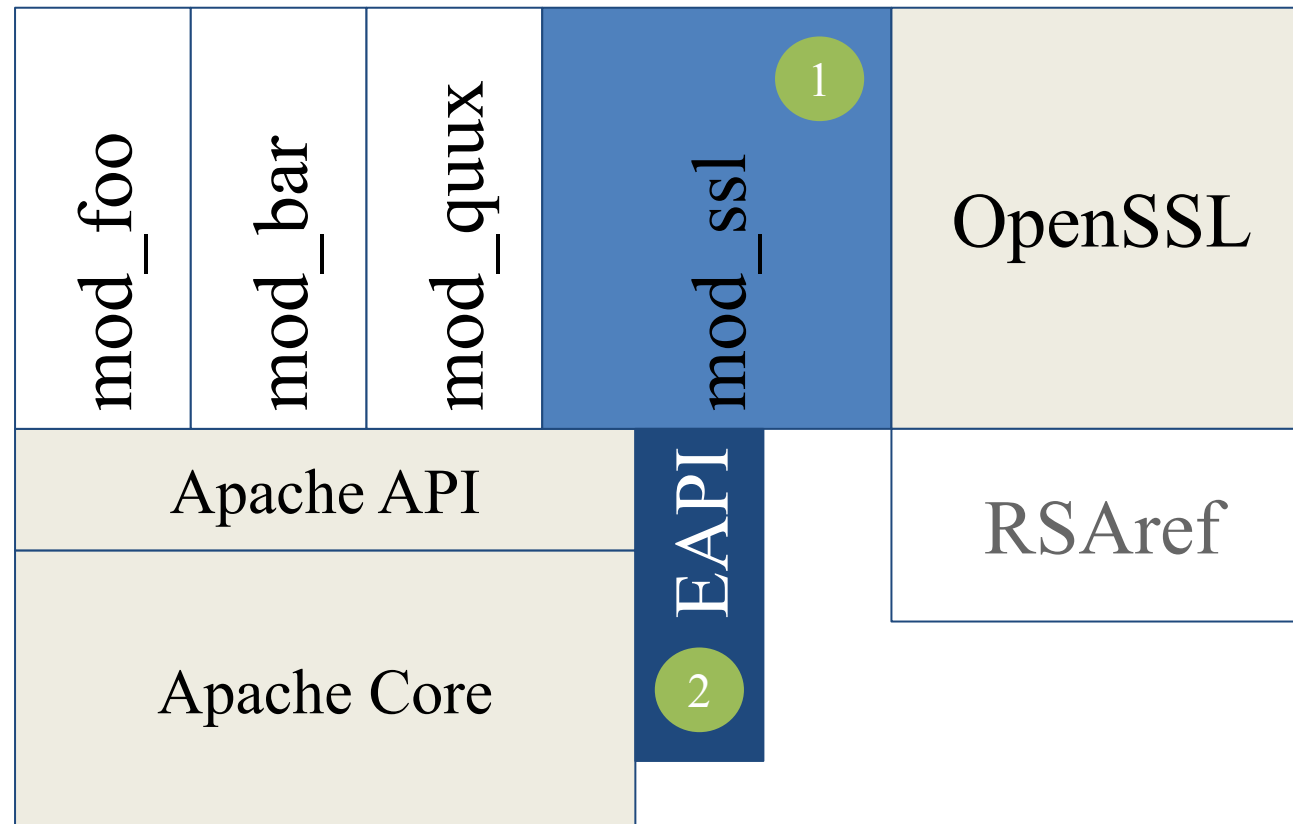 mod_foo
mod_bar
mod_quux
mod_ssl
1
OpenSSL
Apache API
EAPI
RSAref
Apache Core
2